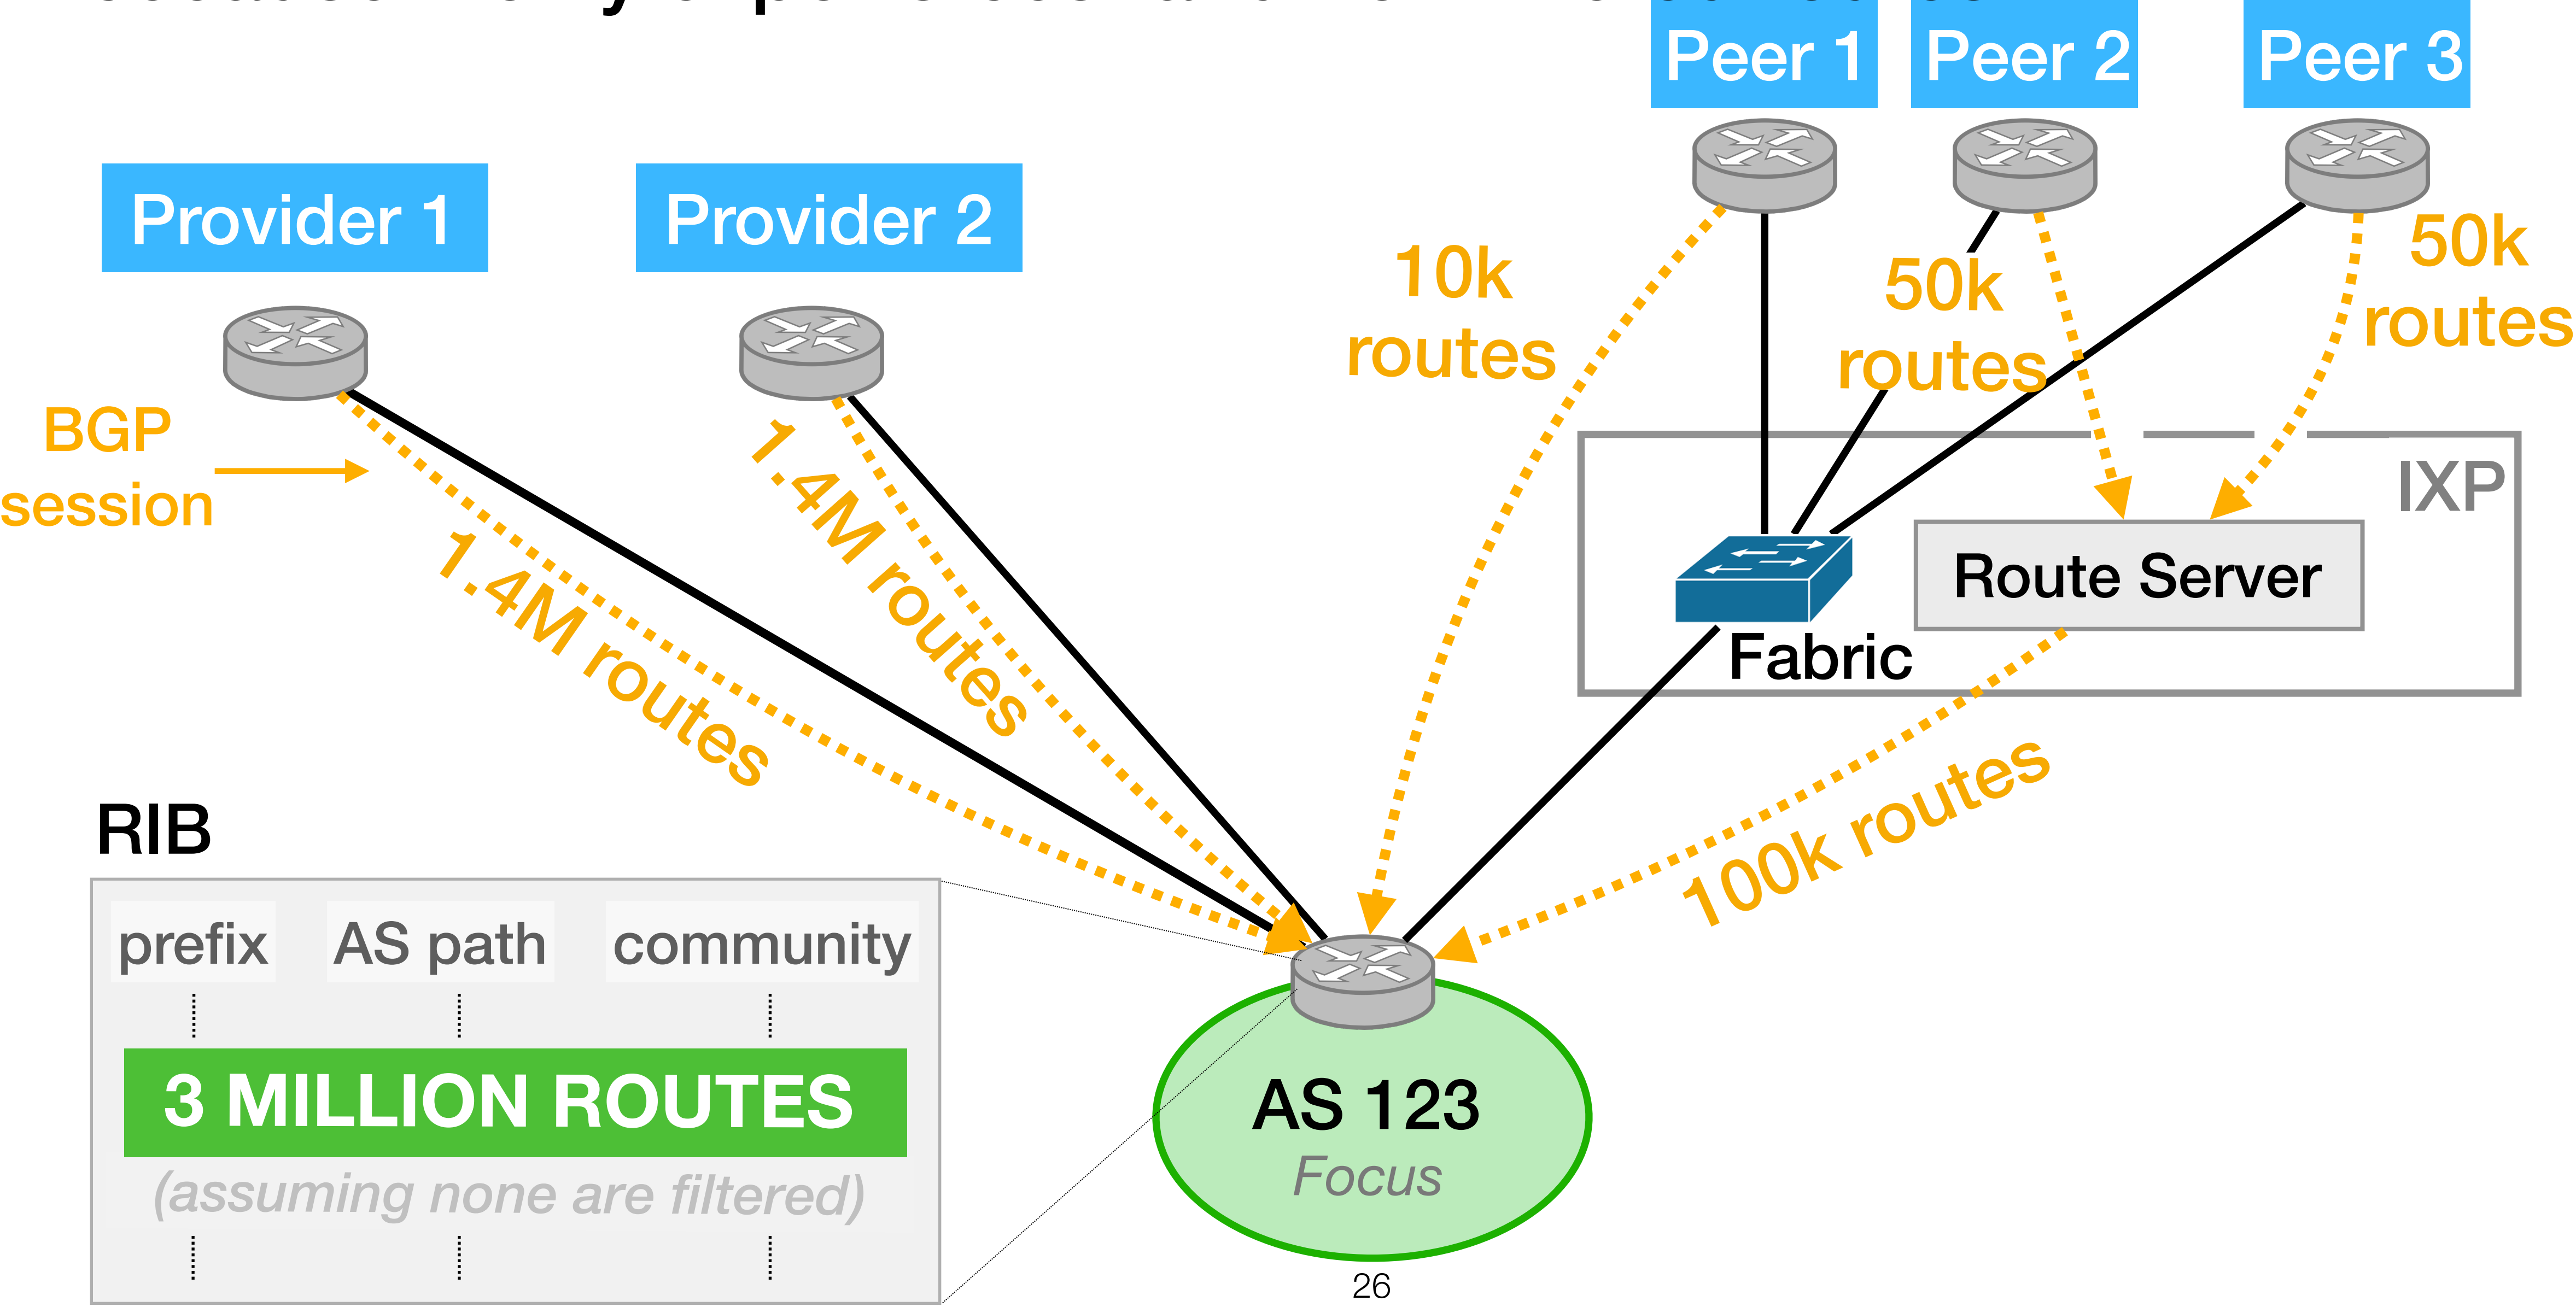 Peer 1
Peer 2
Peer 3
Provider 1
Provider 2
10k
routes
50k
routes
50k
routes
BGP
session
1.4M routes
1.4M routes
IXP
Route Server
Fabric
100k routes
RIB
prefix
AS path
community
3 MILLION ROUTES
(assuming none are filtered)
AS 123
Focus
26